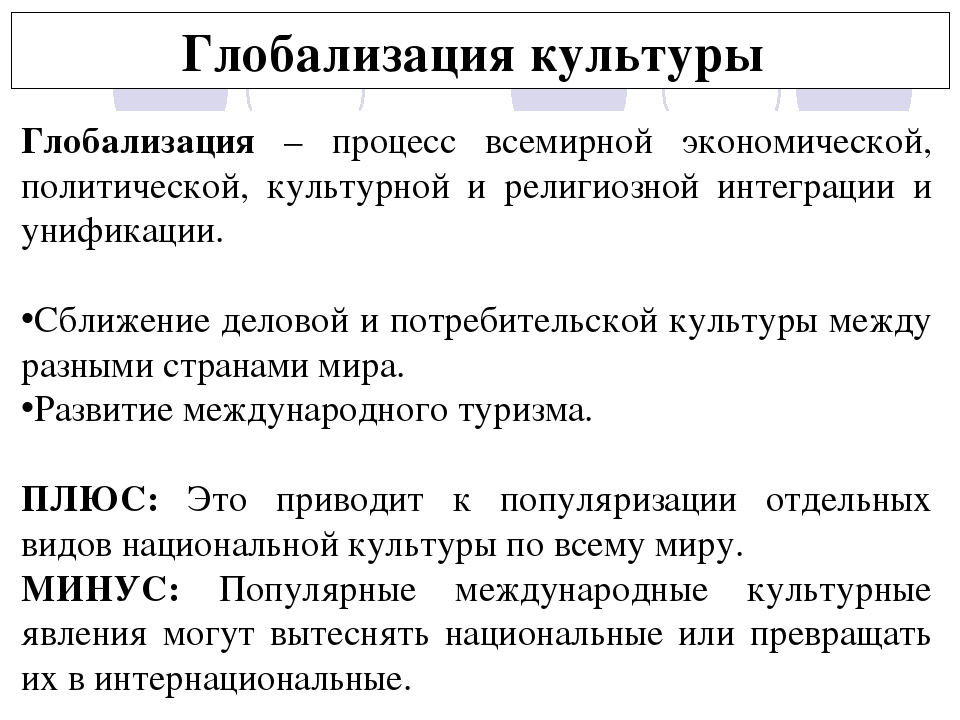 Глобализация культуры
Глобализация – процесс всемирной экономической,
политической, культурной и религиозной интеграции и
унификации.
•Сближение деловой и потребительской культуры между
разными странами мира.
•Развитие международного туризма.
ПЛЮС: Это приводит к популяризации отдельных
видов национальной культуры по всему миру.
МИНУС: Популярные международные культурные
явления могут вытеснять национальные или превращать
их в интернациональные.